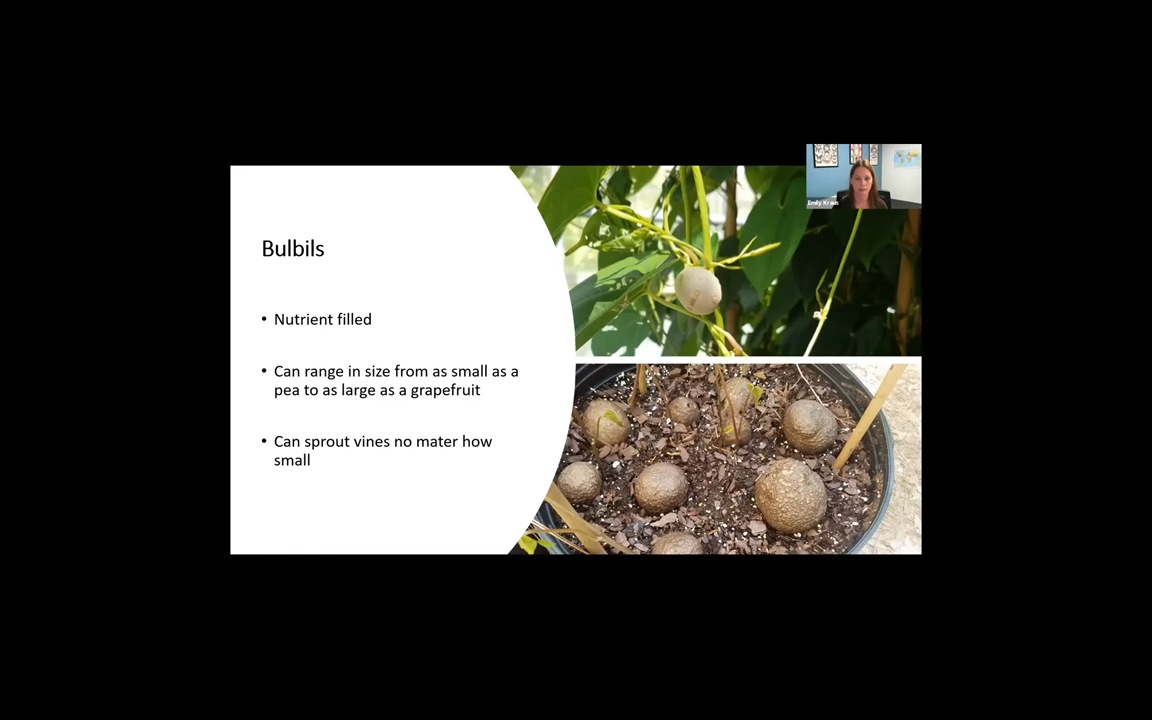 Emily Kraus
Bulbils
• Nutrient filled
• Can range in size from as small as a
pea to as large as a grapefruit
• Can sprout vines no mater how
small